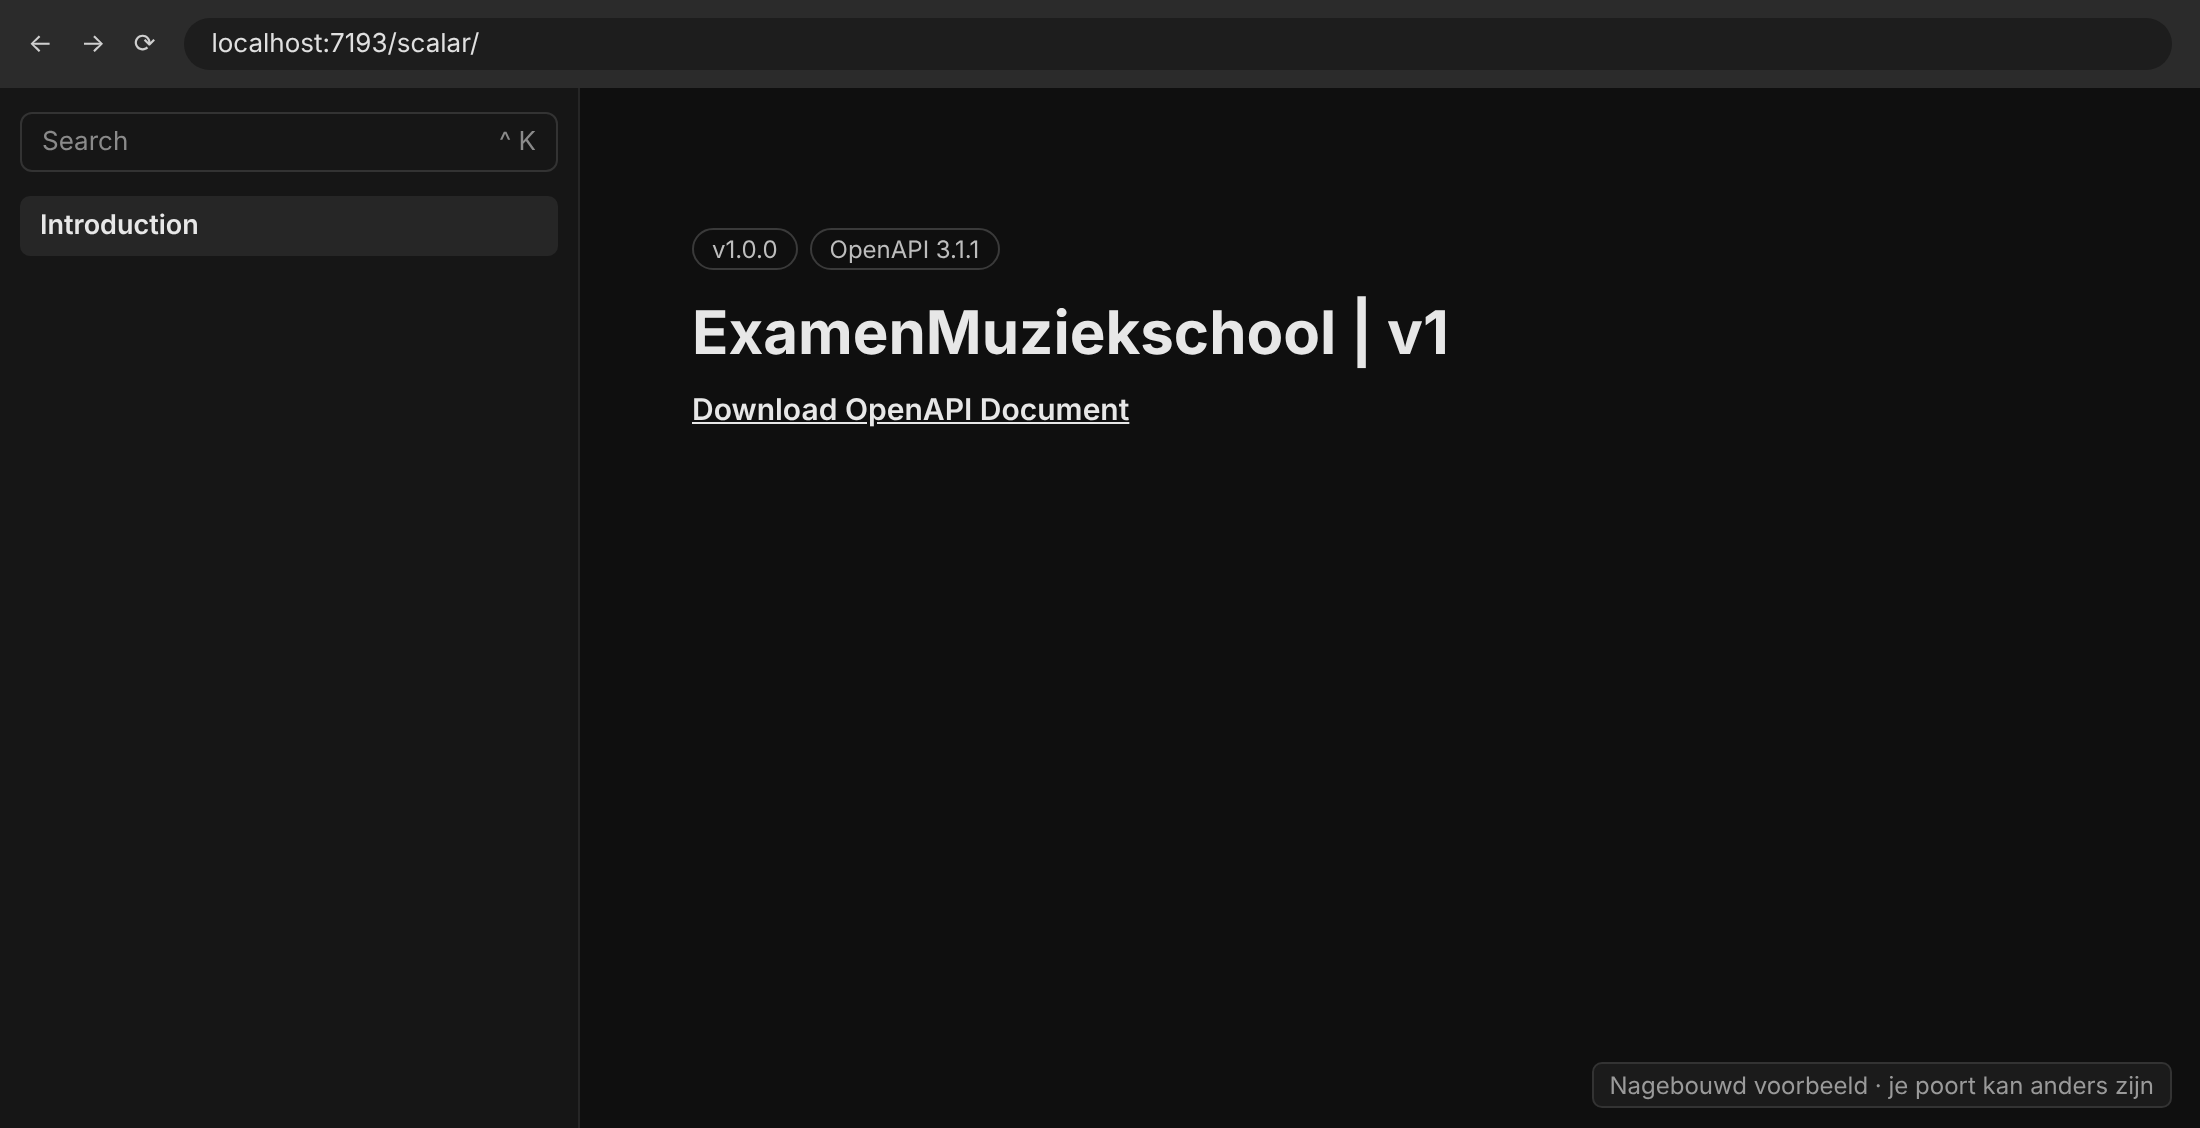 localhost:7193/scalar/
Search ^ K
Introduction
v1.0.0 OpenAPI 3.1.1
ExamenMuziekschool | v1
Download OpenAPI Document
Nagebouwd voorbeeld · je poort kan anders zijn